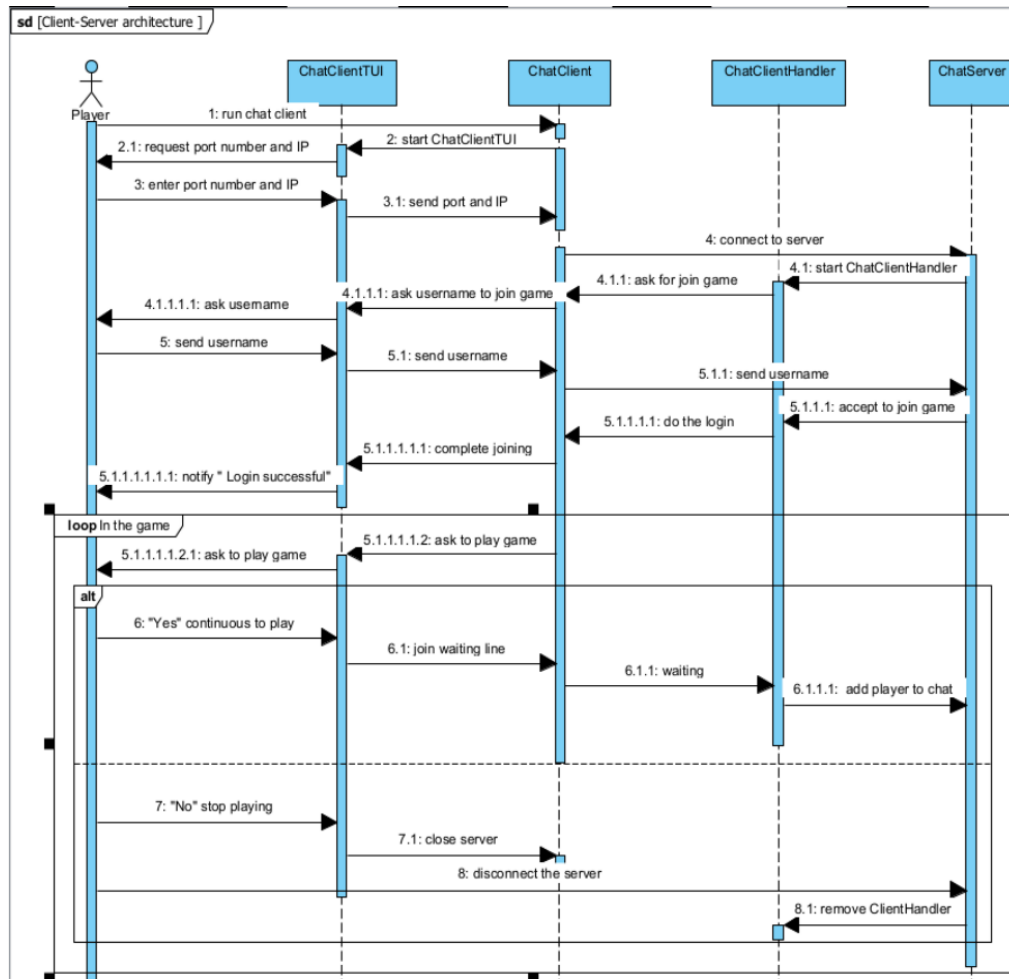 sd [Client-Server architecture ]
Player
ChatClientTUI
ChatClient
ChatClientHandler
ChatServer
1: run chat client
2: start ChatClientTUI
2.1: request port number and IP
3: enter port number and IP
3.1: send port and IP
4: connect to server
4.1: start ChatClientHandler
4.1.1: ask for join game
4.1.1.1: ask username to join game
4.1.1.1.1: ask username
5: send username
5.1: send username
5.1.1: send username
5.1.1.1: accept to join game
5.1.1.1.1: do the login
5.1.1.1.1.1: complete joining
5.1.1.1.1.1.1: notify " Login successful"
loop In the game
5.1.1.1.1.2: ask to play game
5.1.1.1.1.2.1: ask to play game
alt
6: "Yes" continuous to play
6.1: join waiting line
6.1.1: waiting
6.1.1.1:  add player to chat
7: "No" stop playing
7.1: close server
8: disconnect the server
8.1: remove ClientHandler